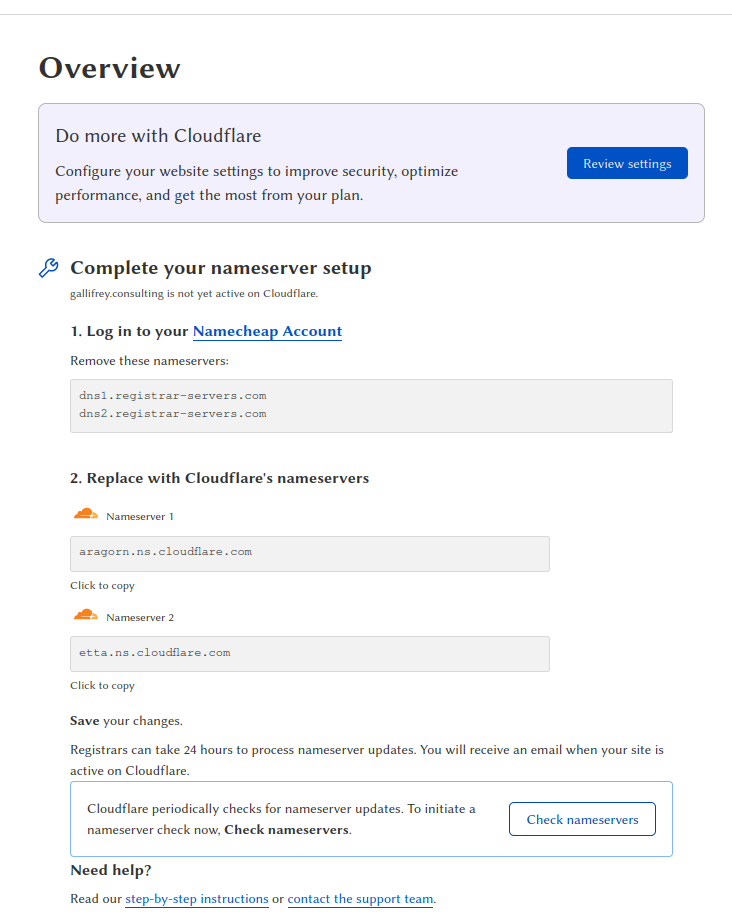 Overview
Do more with Cloudflare
Configure your website settings to improve security, optimize
performance, and get the most from your plan.
Review settings
Complete your nameserver setup
gallifrey.consulting is not yet active on Cloudflare.
1. Log in to your Namecheap Account
Remove these nameservers:
dns1.registrar-servers.com
dns2.registrar-servers.com
2. Replace with Cloudflare's nameservers
Nameserver 1
aragorn.ns.cloudflare.com
Click to copy
Nameserver 2
etta.ns.cloudflare.com
Click to copy
Save your changes.
Registrars can take 24 hours to process nameserver updates. You will receive an email when your site is
active on Cloudflare.
Cloudflare periodically checks for nameserver updates. To initiate a
nameserver check now, Check nameservers.
Check nameservers
Need help?
Read our step-by-step instructions or contact the support team.